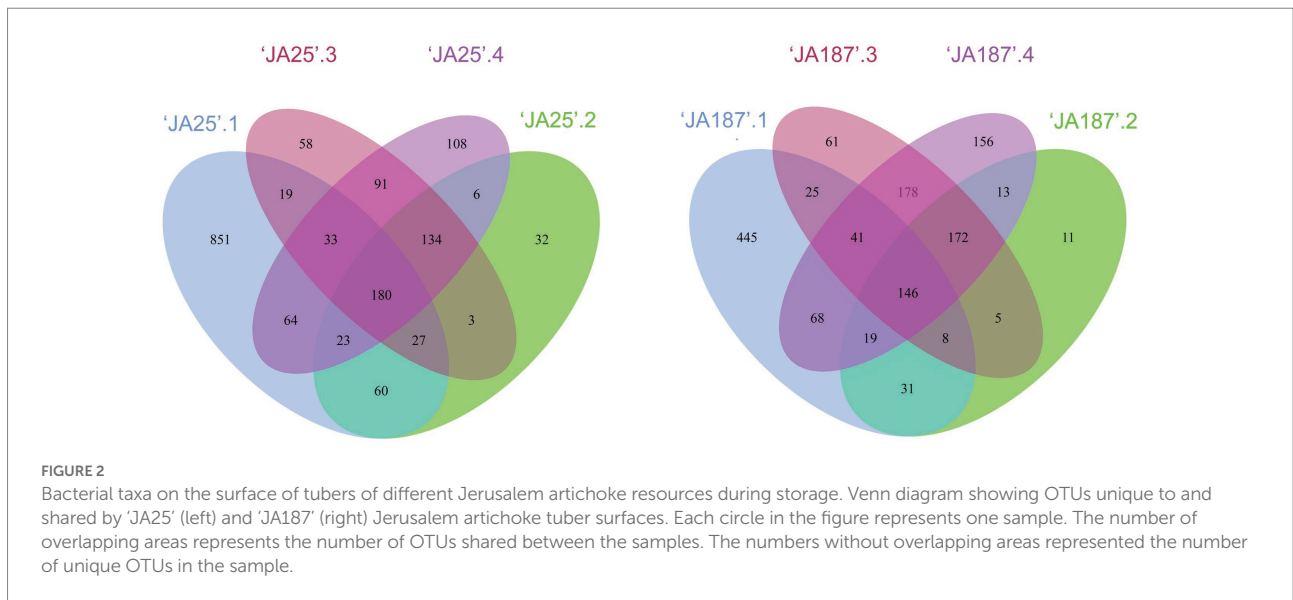 'JA25'.3
'JA25'.4
'JA25'.1
'JA25'.2
58
108
19
91
6
851
33
134
32
180
64
3
23
27
60
'JA187'.3
'JA187'.4
'JA187'.1
'JA187'.2
61
156
25
178
13
445
41
172
11
146
68
5
19
8
31
FIGURE 2
Bacterial taxa on the surface of tubers of different Jerusalem artichoke resources during storage. Venn diagram showing OTUs unique to and
shared by 'JA25' (left) and 'JA187' (right) Jerusalem artichoke tuber surfaces. Each circle in the figure represents one sample. The number of
overlapping areas represents the number of OTUs shared between the samples. The numbers without overlapping areas represented the number
of unique OTUs in the sample.